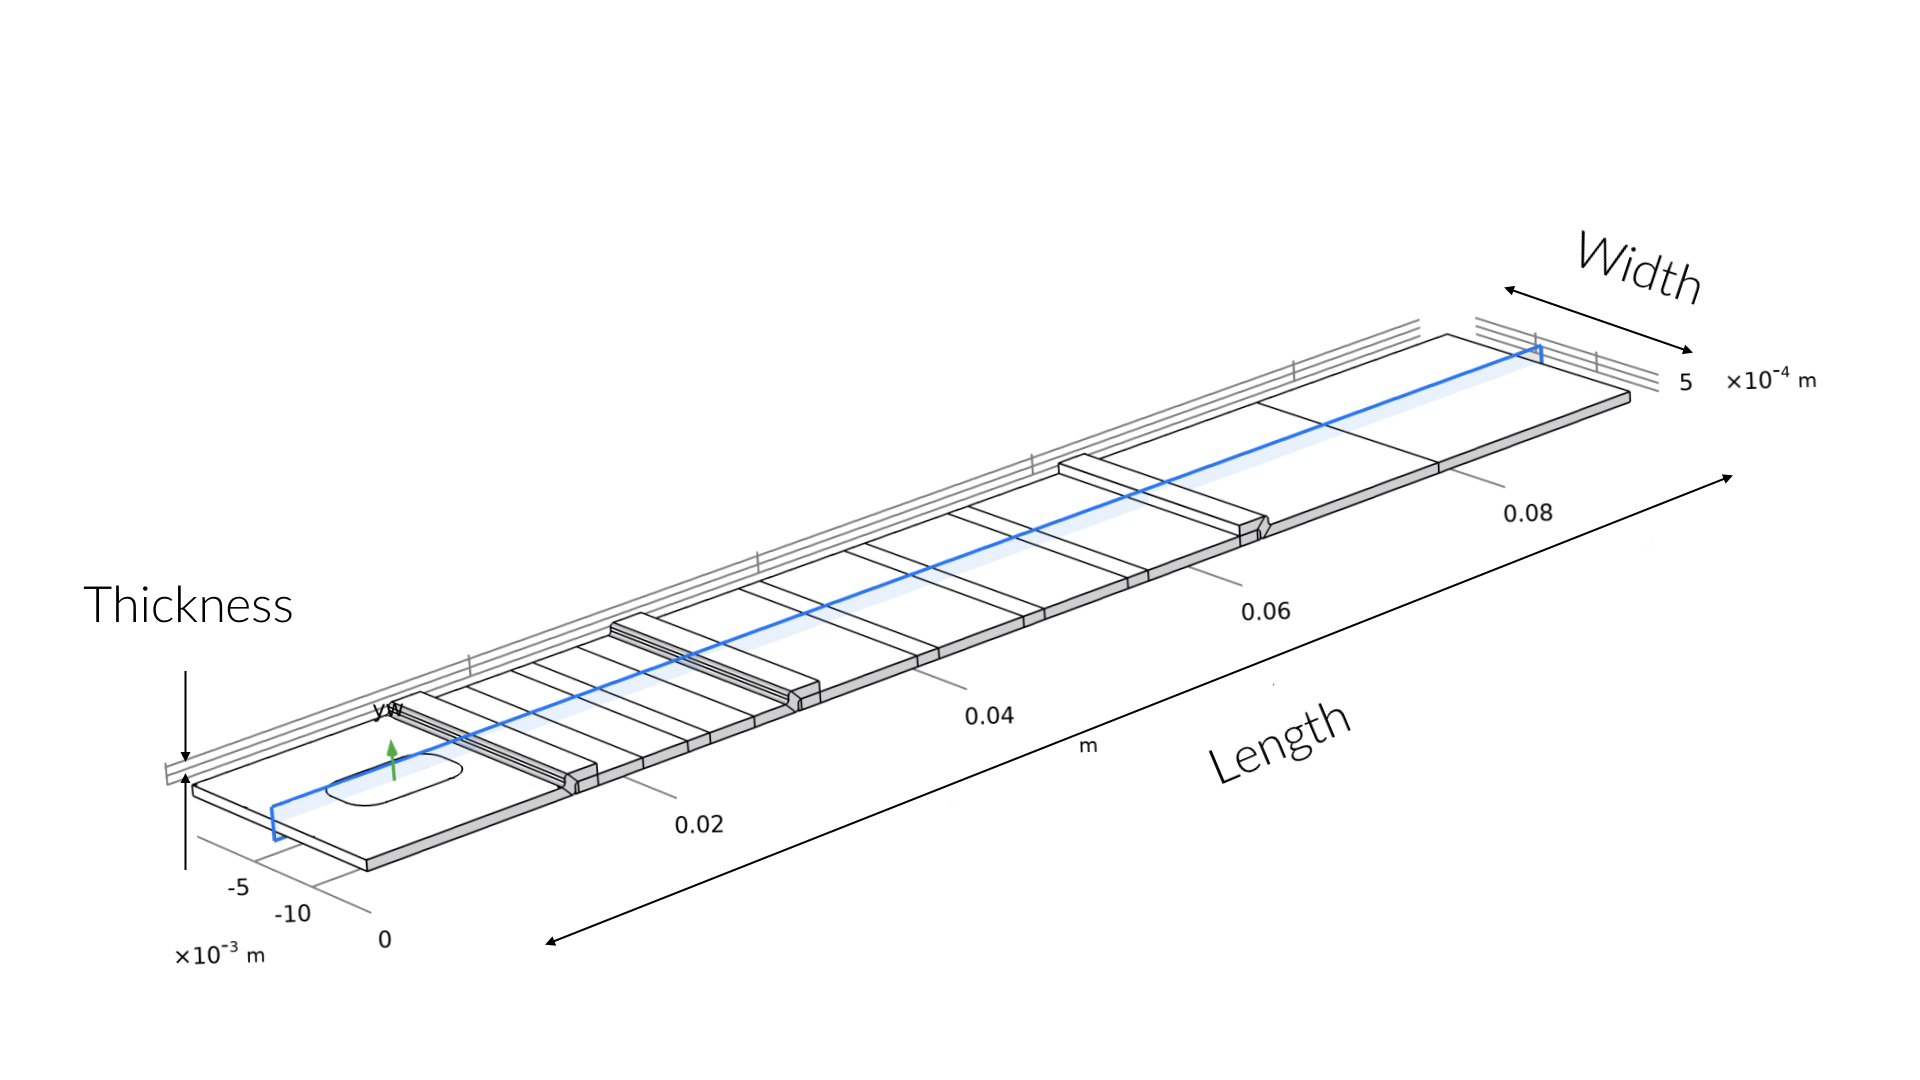 Width
5 ×10⁻⁴ m
0.08
Thickness
0.06
yw
0.04
m
Length
0.02
-5
-10
0
×10⁻³ m